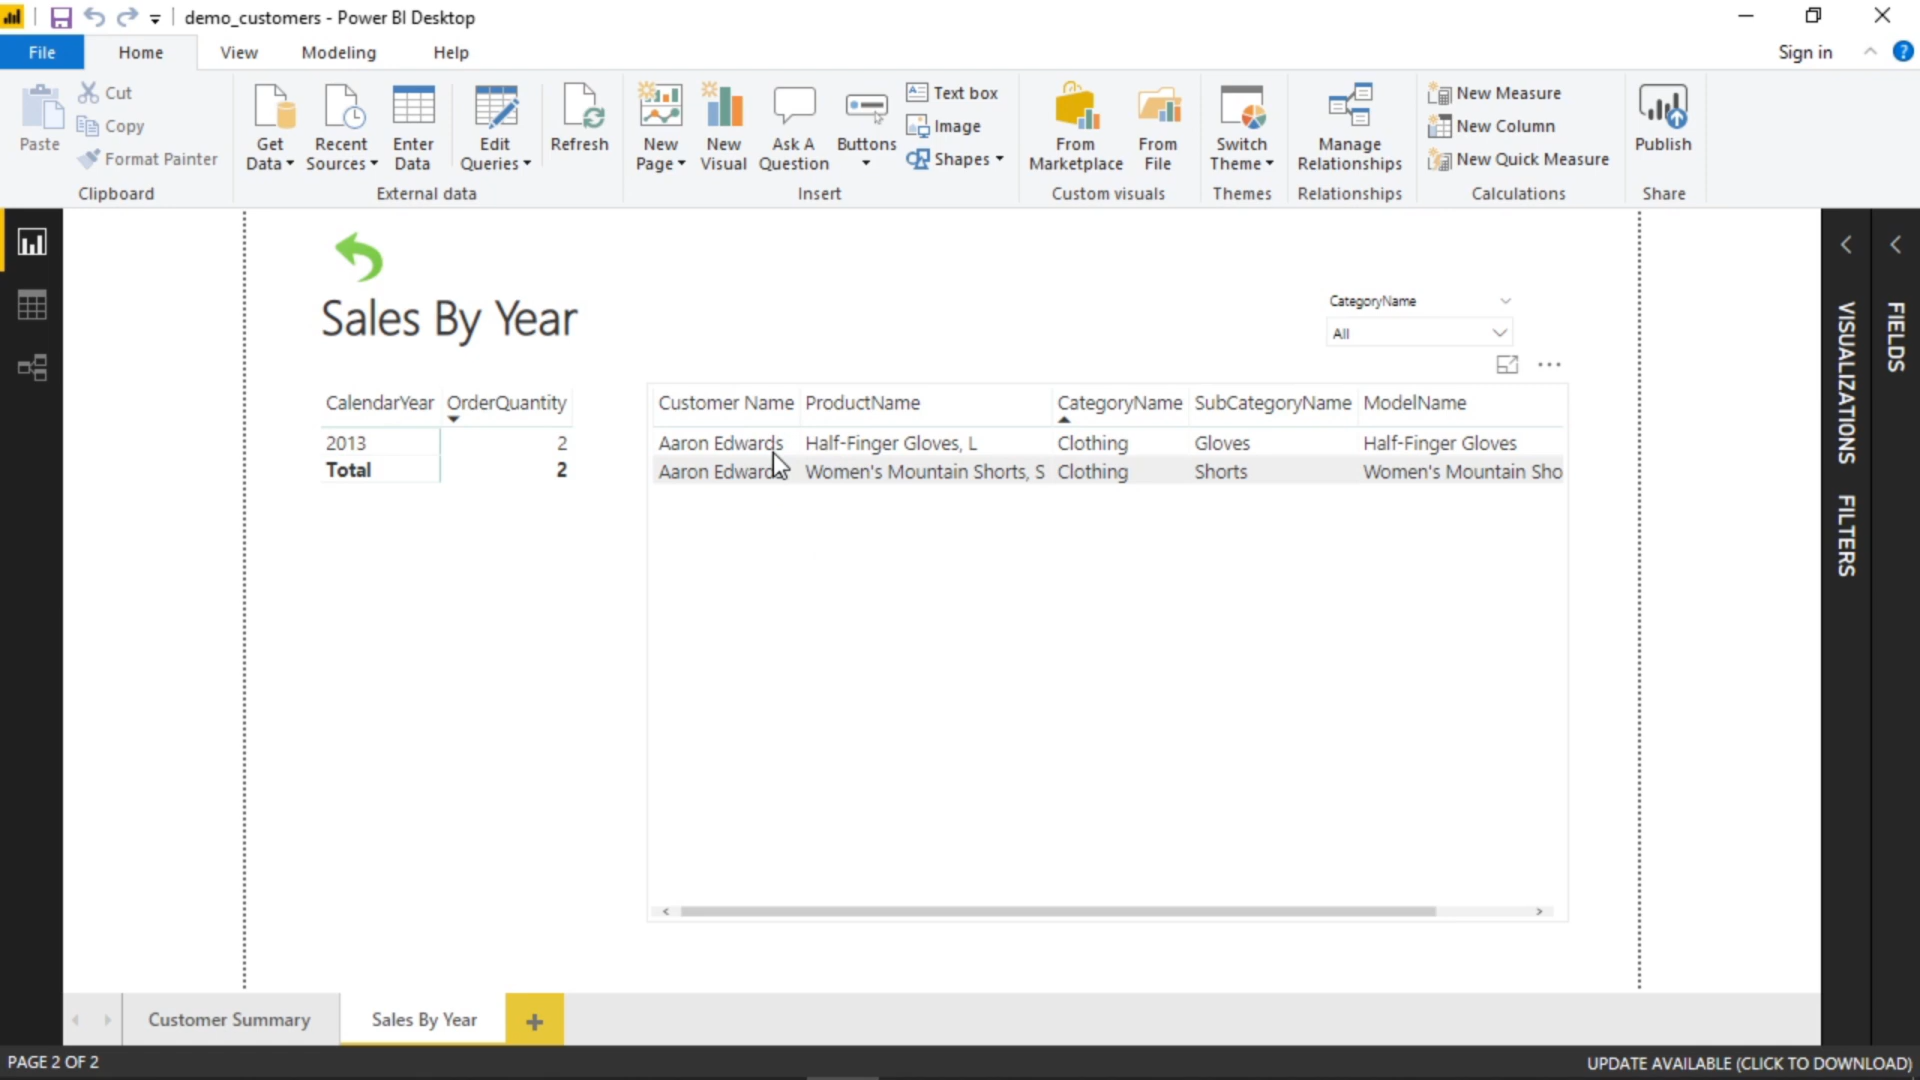 demo_customers - Power BI Desktop
File Home View Modeling Help Sign in
Paste
Cut
Copy
Format Painter
Clipboard
Get Data
Recent Sources
Enter Data
Edit Queries
Refresh
External data
New Page
New Visual
Ask A Question
Buttons
Text box
Image
Shapes
Insert
From Marketplace
From File
Custom visuals
Switch Theme
Themes
Manage Relationships
Relationships
New Measure
New Column
New Quick Measure
Calculations
Publish
Share
Sales By Year
CategoryName
All
CalendarYear OrderQuantity
2013 2
Total 2
Customer Name ProductName CategoryName SubCategoryName ModelName
Aaron Edwards Half-Finger Gloves, L Clothing Gloves Half-Finger Gloves
Aaron Edwards Women's Mountain Shorts, S Clothing Shorts Women's Mountain Sho
VISUALIZATIONS
FILTERS
FIELDS
Customer Summary Sales By Year
PAGE 2 OF 2
UPDATE AVAILABLE (CLICK TO DOWNLOAD)